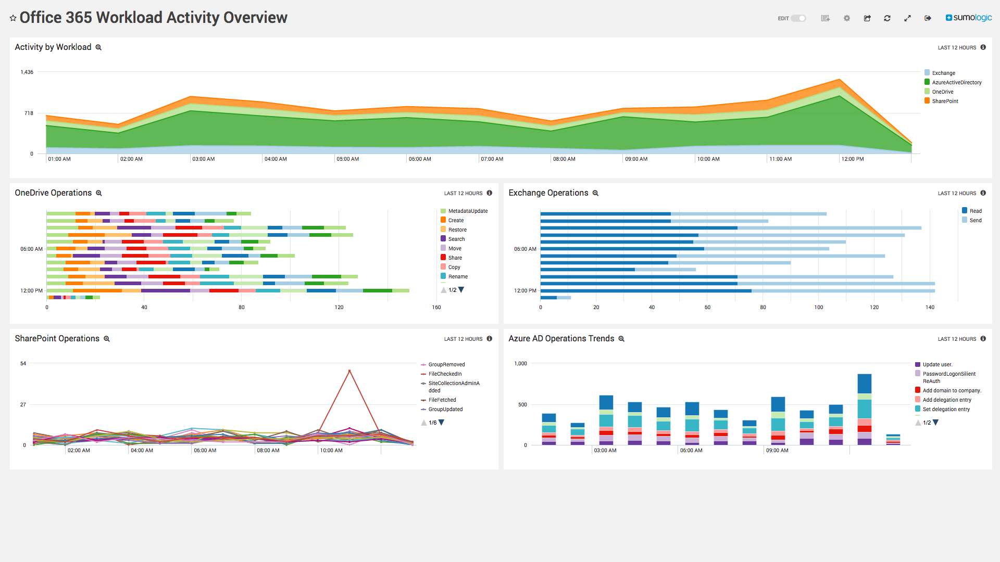 Office 365 Workload Activity Overview
EDIT
sumologic
Activity by Workload
LAST 12 HOURS
1,436
718
0
01:00 AM
02:00 AM
03:00 AM
04:00 AM
05:00 AM
06:00 AM
07:00 AM
08:00 AM
09:00 AM
10:00 AM
11:00 AM
12:00 PM
Exchange
AzureActiveDirectory
OneDrive
SharePoint
OneDrive Operations
LAST 12 HOURS
06:00 AM
12:00 PM
0
40
80
120
160
MetadataUpdate
Create
Restore
Search
Move
Share
Copy
Rename
1/2
Exchange Operations
LAST 12 HOURS
06:00 AM
12:00 PM
0
20
40
60
80
100
120
140
Read
Send
SharePoint Operations
LAST 12 HOURS
54
27
0
02:00 AM
04:00 AM
06:00 AM
08:00 AM
10:00 AM
GroupRemoved
FileCheckedIn
SiteCollectionAdminA
dded
FileFetched
GroupUpdated
1/6
Azure AD Operations Trends
LAST 12 HOURS
1,000
500
0
03:00 AM
06:00 AM
09:00 AM
Update user.
PasswordLogonSilient
ReAuth
Add domain to company.
Add delegation entry
Set delegation entry
1/2